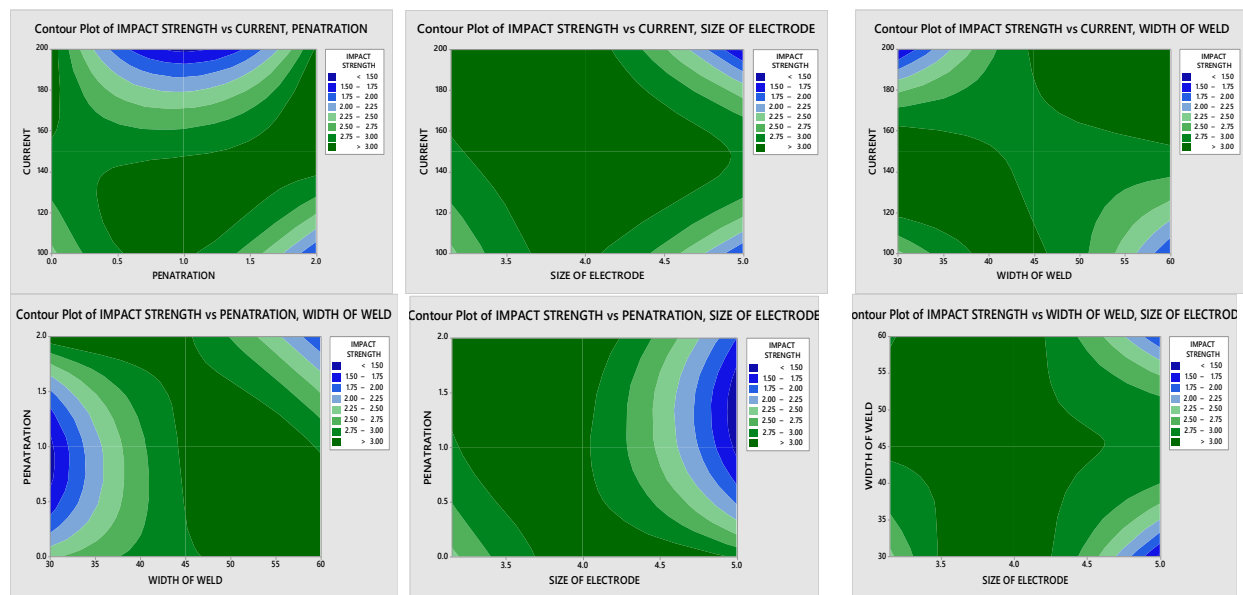 Contour Plot of IMPACT STRENGTH vs CURRENT, PENATRATION
200
180
160
140
120
100
CURRENT
0.0 0.5 1.0 1.5 2.0
PENATRATION
IMPACT
STRENGTH
< 1.50
1.50 – 1.75
1.75 – 2.00
2.00 – 2.25
2.25 – 2.50
2.50 – 2.75
2.75 – 3.00
> 3.00
Contour Plot of IMPACT STRENGTH vs CURRENT, SIZE OF ELECTRODE
200
180
160
140
120
100
CURRENT
3.5 4.0 4.5 5.0
SIZE OF ELECTRODE
IMPACT
STRENGTH
< 1.50
1.50 – 1.75
1.75 – 2.00
2.00 – 2.25
2.25 – 2.50
2.50 – 2.75
2.75 – 3.00
> 3.00
Contour Plot of IMPACT STRENGTH vs CURRENT, WIDTH OF WELD
200
180
160
140
120
100
CURRENT
30 35 40 45 50 55 60
WIDTH OF WELD
IMPACT
STRENGTH
< 1.50
1.50 – 1.75
1.75 – 2.00
2.00 – 2.25
2.25 – 2.50
2.50 – 2.75
2.75 – 3.00
> 3.00
Contour Plot of IMPACT STRENGTH vs PENATRATION, WIDTH OF WELD
2.0
1.5
1.0
0.5
0.0
PENATRATION
30 35 40 45 50 55 60
WIDTH OF WELD
IMPACT
STRENGTH
< 1.50
1.50 – 1.75
1.75 – 2.00
2.00 – 2.25
2.25 – 2.50
2.50 – 2.75
2.75 – 3.00
> 3.00
Contour Plot of IMPACT STRENGTH vs PENATRATION, SIZE OF ELECTRODE
2.0
1.5
1.0
0.5
0.0
PENATRATION
3.5 4.0 4.5 5.0
SIZE OF ELECTRODE
IMPACT
STRENGTH
< 1.50
1.50 – 1.75
1.75 – 2.00
2.00 – 2.25
2.25 – 2.50
2.50 – 2.75
2.75 – 3.00
> 3.00
ontour Plot of IMPACT STRENGTH vs WIDTH OF WELD, SIZE OF ELECTROD
60
55
50
45
40
35
30
WIDTH OF WELD
3.5 4.0 4.5 5.0
SIZE OF ELECTRODE
IMPACT
STRENGTH
< 1.50
1.50 – 1.75
1.75 – 2.00
2.00 – 2.25
2.25 – 2.50
2.50 – 2.75
2.75 – 3.00
> 3.00